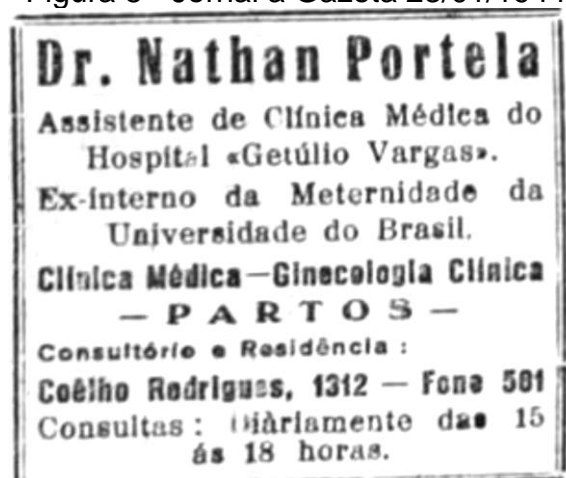 Dr. Nathan Portela
Assistente de Clínica Médica do
Hospital «Getúlio Vargas».
Ex-interno da Meternidade da
Universidade do Brasil.
Clínica Médica—Ginecologia Clínica
— PARTOS —
Consultório e Residência :
Coêlho Rodrigues, 1312 — Fone 501
Consultas : Diàriamente das 15
ás 18 horas.